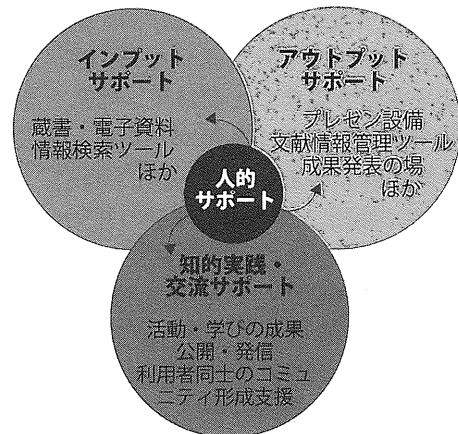 インプット
サポート
蔵書・電子資料
情報検索ツール
ほか
アウトプット
サポート
プレゼン設備
文献情報管理ツール
成果発表の場
ほか
人的
サポート
知的実践・
交流サポート
活動・学びの成果
公開・発信
利用者同士のコミュ
ニティ形成支援